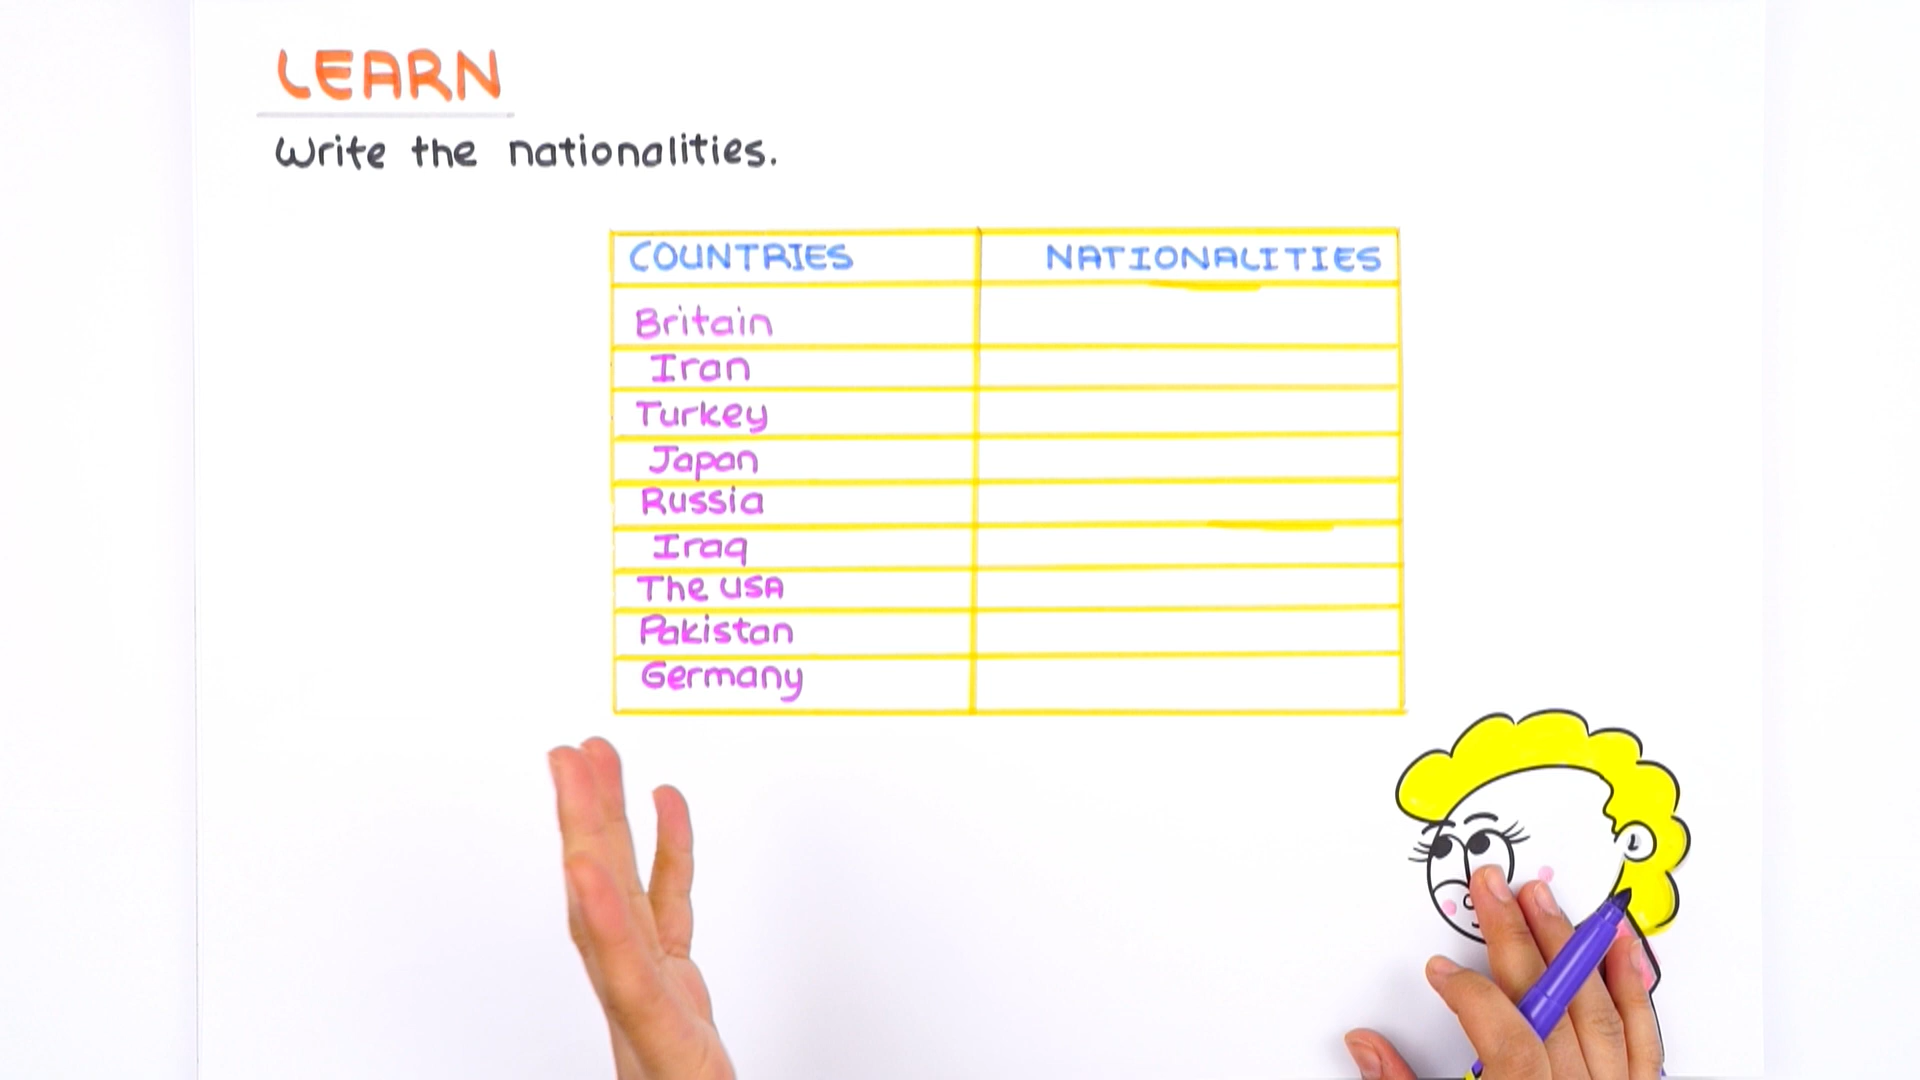 LEARN
Write the nationalities.
COUNTRIES NATIONALITIES
Britain
Iran
Turkey
Japan
Russia
Iraq
The USA
Pakistan
Germany